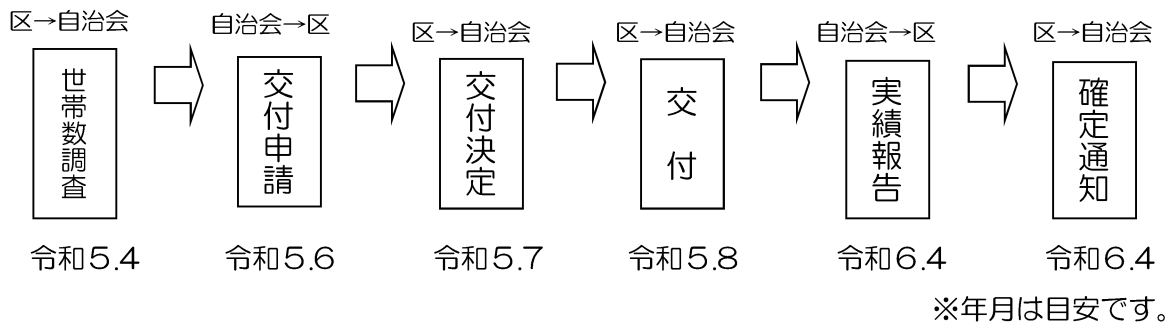 区→自治会
世帯数調査
令和5.4
自治会→区
交付申請
令和5.6
区→自治会
交付決定
令和5.7
区→自治会
交付
令和5.8
自治会→区
実績報告
令和6.4
区→自治会
確定通知
令和6.4
※年月は目安です。